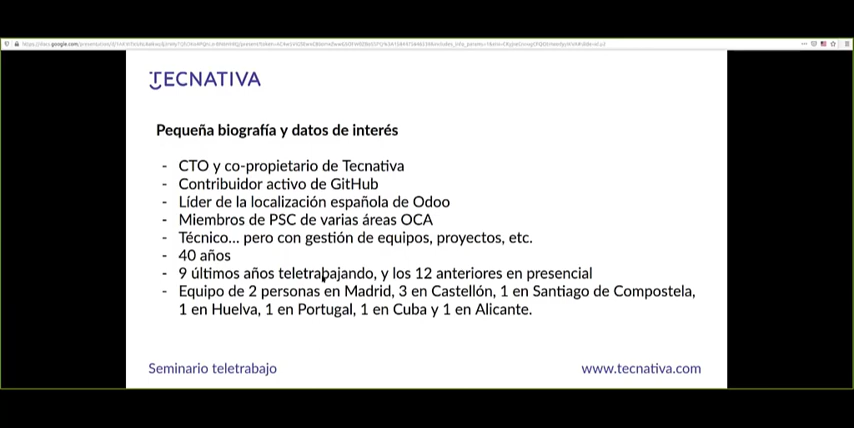 TECNATIVA
Pequeña biografía y datos de interés
- CTO y co-propietario de Tecnativa
- Contribuidor activo de GitHub
- Líder de la localización española de Odoo
- Miembros de PSC de varias áreas OCA
- Técnico... pero con gestión de equipos, proyectos, etc.
- 40 años
- 9 últimos años teletrabajando, y los 12 anteriores en presencial
- Equipo de 2 personas en Madrid, 3 en Castellón, 1 en Santiago de Compostela,
1 en Huelva, 1 en Portugal, 1 en Cuba y 1 en Alicante.
Seminario teletrabajo
www.tecnativa.com